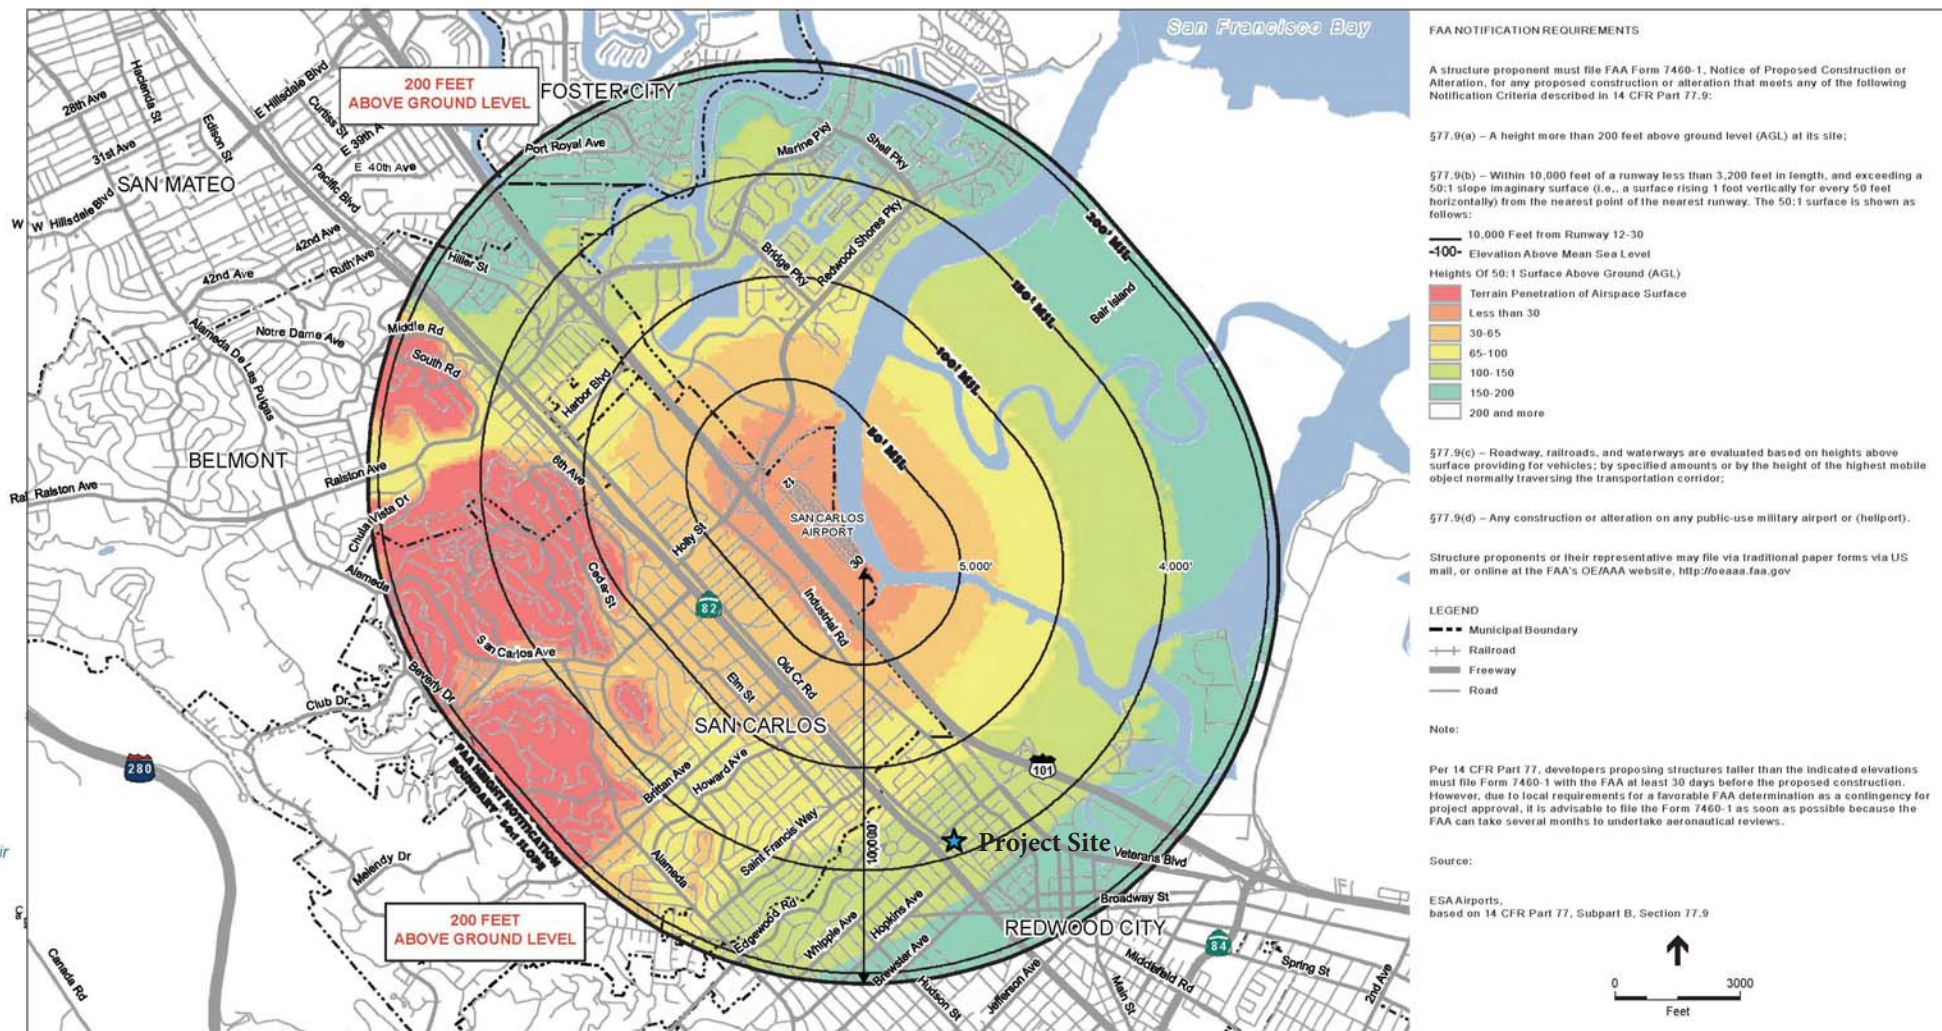 San Francisco Bay
200 FEET
ABOVE GROUND LEVEL
FOSTER CITY
E Hillsdale Blvd
Hacienda St
28th Ave
Curtiss St
E 39th A
Edison St
31st Ave
E 40th Ave
Pacific Blvd
SAN MATEO
W Hillsdale Blvd
W
42nd Ave
Ruth Ave
42nd Ave
Port Royal Ave
Marine Pky
Shell Pky
Hiller St
Bridge Pky
Redwood Shores Pky
200' MSL
150' MSL
100' MSL
50' MSL
Bair Island
Middle Rd
Notre Dame Ave
South Rd
Alameda De Las Pulgas
Harbor Blvd
BELMONT
Ralston Ave
Ral
Ralston Ave
6th Ave
Chula Vista Dr
Alameda
12
SAN CARLOS
AIRPORT
30
Holly St
Cedar St
82
Industrial Rd
5,000'
4,000'
San Carlos Ave
Beverly Dr
Club Dr
Elm St
Old Cr Rd
SAN CARLOS
280
101
FAA HEIGHT NOTIFICATION
BOUNDARY - 50:1 SLOPE
Brittan Ave
Howard Ave
Saint Francis Way
10,000'
Project Site
Veterans Blvd
Melendy Dr
Alameda
Broadway St
200 FEET
ABOVE GROUND LEVEL
Edgewood Rd
Whipple Ave
Hopkins Ave
REDWOOD CITY
Brewster Ave
Hudson St
Jefferson Ave
Middlefield Rd
Main St
84
Spring St
2nd Ave
Canada Rd
ir
FAA NOTIFICATION REQUIREMENTS
A structure proponent must file FAA Form 7460-1, Notice of Proposed Construction or
Alteration, for any proposed construction or alteration that meets any of the following
Notification Criteria described in 14 CFR Part 77.9:
§77.9(a) – A height more than 200 feet above ground level (AGL) at its site;
§77.9(b) – Within 10,000 feet of a runway less than 3,200 feet in length, and exceeding a
50:1 slope imaginary surface (i.e., a surface rising 1 foot vertically for every 50 feet
horizontally) from the nearest point of the nearest runway. The 50:1 surface is shown as
follows:
10,000 Feet from Runway 12-30
-100- Elevation Above Mean Sea Level
Heights Of 50:1 Surface Above Ground (AGL)
Terrain Penetration of Airspace Surface
Less than 30
30-65
65-100
100-150
150-200
200 and more
§77.9(c) – Roadway, railroads, and waterways are evaluated based on heights above
surface providing for vehicles; by specified amounts or by the height of the highest mobile
object normally traversing the transportation corridor;
§77.9(d) – Any construction or alteration on any public-use military airport or (heliport).
Structure proponents or their representative may file via traditional paper forms via US
mail, or online at the FAA's OE/AAA website, http://oeaaa.faa.gov
LEGEND
Municipal Boundary
Railroad
Freeway
Road
Note:
Per 14 CFR Part 77, developers proposing structures taller than the indicated elevations
must file Form 7460-1 with the FAA at least 30 days before the proposed construction.
However, due to local requirements for a favorable FAA determination as a contingency for
project approval, it is advisable to file the Form 7460-1 as soon as possible because the
FAA can take several months to undertake aeronautical reviews.
Source:
ESA Airports,
based on 14 CFR Part 77, Subpart B, Section 77.9
0 3000
Feet